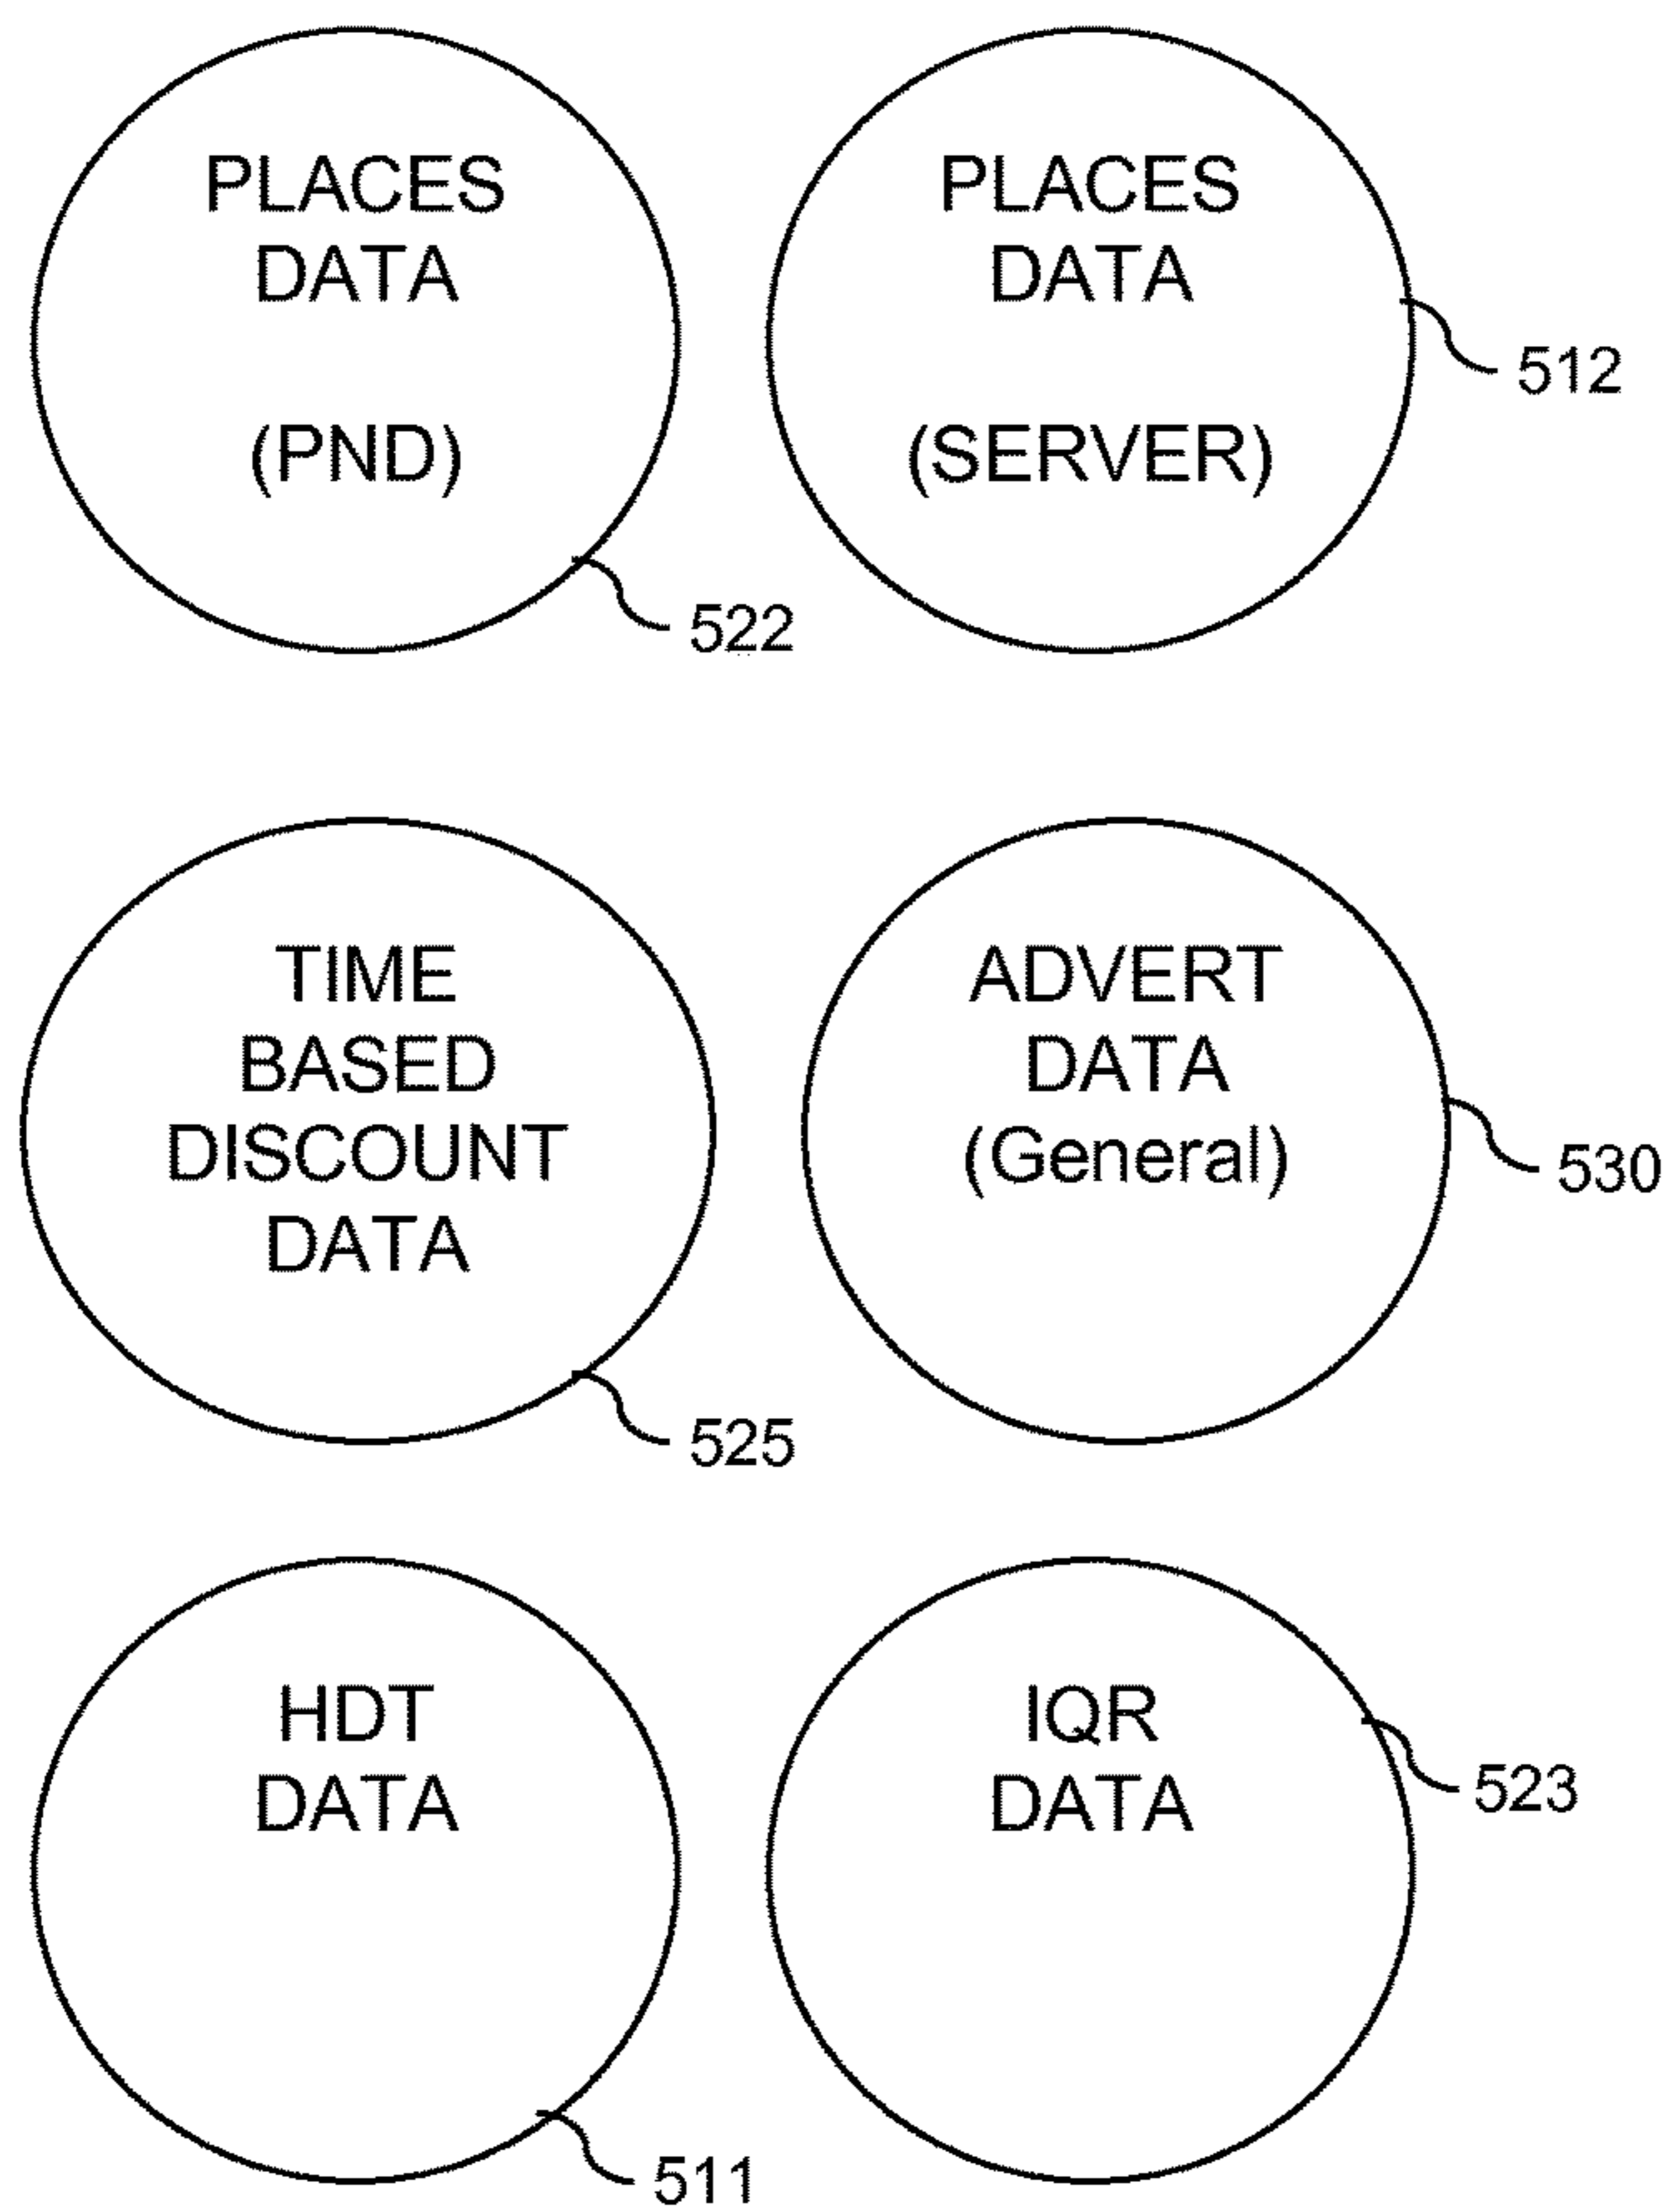 PLACES
DATA
(PND)
522
PLACES
DATA
(SERVER)
512
TIME
BASED
DISCOUNT
DATA
525
ADVERT
DATA
(General)
530
HDT
DATA
511
IQR
DATA
523